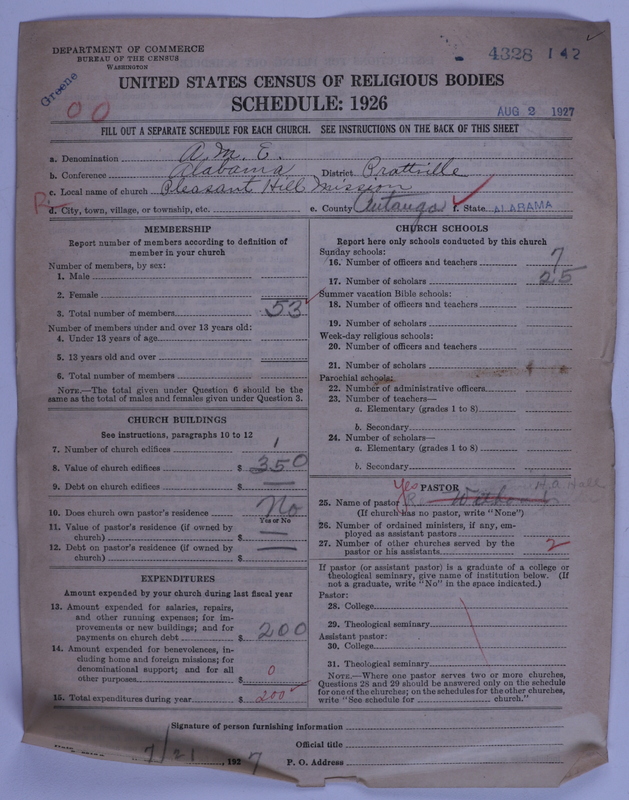 DEPARTMENT OF COMMERCE
BUREAU OF THE CENSUS
WASHINGTON
Greene
00
4328 142
UNITED STATES CENSUS OF RELIGIOUS BODIES
SCHEDULE: 1926
AUG 2 1927
FILL OUT A SEPARATE SCHEDULE FOR EACH CHURCH. SEE INSTRUCTIONS ON THE BACK OF THIS SHEET
a. Denomination A. M. E.
b. Conference Alabama District Prattville
c. Local name of church Pleasant Hill Mission
R.
d. City, town, village, or township, etc. e. County Autauga f. State ALABAMA
MEMBERSHIP
Report number of members according to definition of
member in your church
Number of members, by sex:
1. Male
2. Female
3. Total number of members 53
Number of members under and over 13 years old:
4. Under 13 years of age
5. 13 years old and over
6. Total number of members
NOTE.—The total given under Question 6 should be the
same as the total of males and females given under Question 3.
CHURCH BUILDINGS
See instructions, paragraphs 10 to 12
7. Number of church edifices 1
8. Value of church edifices $ 350
9. Debt on church edifices $ —
10. Does church own pastor's residence No
Yes or No
11. Value of pastor's residence (if owned by
church) $ —
12. Debt on pastor's residence (if owned by
church) $ —
EXPENDITURES
Amount expended by your church during last fiscal year
13. Amount expended for salaries, repairs,
and other running expenses; for im-
provements or new buildings; and for
payments on church debt $ 200
14. Amount expended for benevolences, in-
cluding home and foreign missions; for
denominational support; and for all
other purposes $ 0
15. Total expenditures during year $ 200
CHURCH SCHOOLS
Report here only schools conducted by this church
Sunday schools:
16. Number of officers and teachers 7
17. Number of scholars 25
Summer vacation Bible schools:
18. Number of officers and teachers
19. Number of scholars
Week-day religious schools:
20. Number of officers and teachers
21. Number of scholars
Parochial schools:
22. Number of administrative officers
23. Number of teachers—
a. Elementary (grades 1 to 8)
b. Secondary
24. Number of scholars—
a. Elementary (grades 1 to 8)
b. Secondary
PASTOR
Yes H. A. Hall
25. Name of pastor R.
(If church has no pastor, write "None")
26. Number of ordained ministers, if any, em-
ployed as assistant pastors
27. Number of other churches served by the
pastor or his assistants 2
If pastor (or assistant pastor) is a graduate of a college or
theological seminary, give name of institution below. (If
not a graduate, write "No" in the space indicated.)
Pastor:
28. College
29. Theological seminary
Assistant pastor:
30. College
31. Theological seminary
NOTE.—Where one pastor serves two or more churches,
Questions 28 and 29 should be answered only on the schedule
for one of the churches; on the schedules for the other churches,
write "See schedule for church."
Signature of person furnishing information
Official title
7/21, 1927 P. O. Address